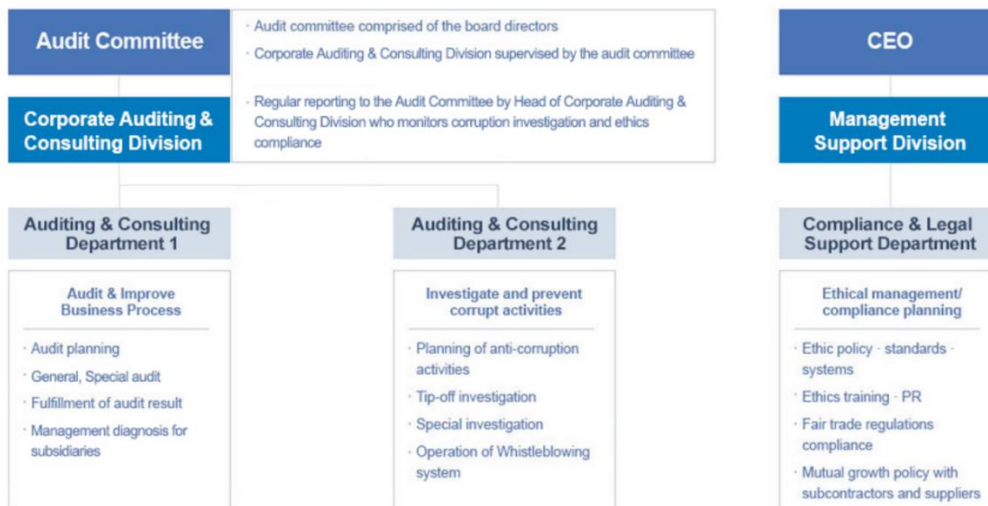 Audit Committee
· Audit committee comprised of the board directors
· Corporate Auditing & Consulting Division supervised by the audit committee
· Regular reporting to the Audit Committee by Head of Corporate Auditing &
Consulting Division who monitors corruption investigation and ethics
compliance
Corporate Auditing &
Consulting Division
CEO
Management
Support Division
Auditing & Consulting
Department 1
Audit & Improve
Business Process
· Audit planning
· General, Special audit
· Fulfillment of audit result
· Management diagnosis for
subsidiaries
Auditing & Consulting
Department 2
Investigate and prevent
corrupt activities
· Planning of anti-corruption
activities
· Tip-off investigation
· Special investigation
· Operation of Whistleblowing
system
Compliance & Legal
Support Department
Ethical management/
compliance planning
· Ethic policy · standards ·
systems
· Ethics training · PR
· Fair trade regulations
compliance
· Mutual growth policy with
subcontractors and suppliers